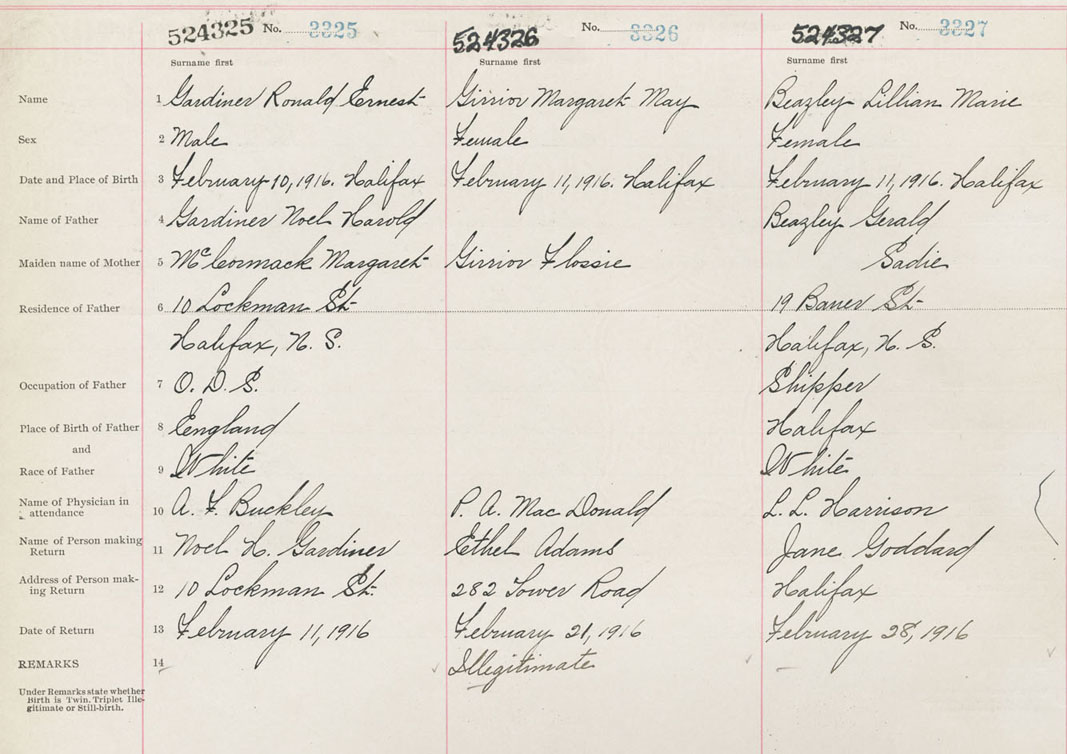 524325 No. 3325 524326 No. 3326 524327 No. 3327
Surname first Surname first Surname first
Name 1 Gardiner Ronald Ernest Girrior Margaret May Beazley Lillian Marie
Sex 2 Male Female Female
Date and Place of Birth 3 February 10, 1916. Halifax February 11, 1916. Halifax February 11, 1916. Halifax
Name of Father 4 Gardiner Noel Harold Beazley Gerald
Maiden name of Mother 5 McCormack Margaret Girrior Flossie Sadie
Residence of Father 6 10 Lockman St. 19 Bauer St.
Halifax, N. S. Halifax, N. S.
Occupation of Father 7 O. D. S. Shipper
Place of Birth of Father 8 England Halifax
and
Race of Father 9 White White
Name of Physician in
attendance 10 A. F. Buckley P. A. MacDonald L. L. Harrison
Name of Person making
Return 11 Noel H. Gardiner Ethel Adams Jane Goddard
Address of Person mak-
ing Return 12 10 Lockman St. 282 Tower Road Halifax
Date of Return 13 February 11, 1916 February 21, 1916 February 28, 1916
REMARKS 14 Illegitimate
Under Remarks state whether
Birth is Twin, Triplet Ille-
gitimate or Still-birth.